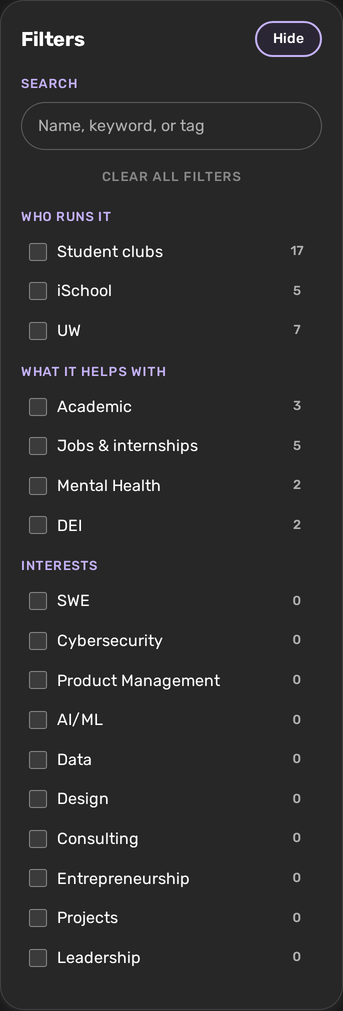 Filters
Hide
SEARCH
Name, keyword, or tag
CLEAR ALL FILTERS
WHO RUNS IT
Student clubs 17
iSchool 5
UW 7
WHAT IT HELPS WITH
Academic 3
Jobs & internships 5
Mental Health 2
DEI 2
INTERESTS
SWE 0
Cybersecurity 0
Product Management 0
AI/ML 0
Data 0
Design 0
Consulting 0
Entrepreneurship 0
Projects 0
Leadership 0